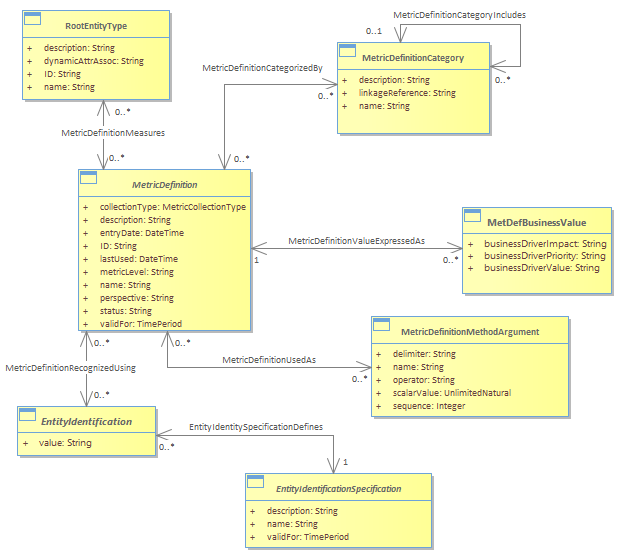 RootEntityType
+ description: String
+ dynamicAttrAssoc: String
+ ID: String
+ name: String
MetricDefinitionCategoryIncludes
0..1
0..*
MetricDefinitionCategory
+ description: String
+ linkageReference: String
+ name: String
MetricDefinitionCategorizedBy
0..*
0..*
0..*
MetricDefinitionMeasures
0..*
MetricDefinition
+ collectionType: MetricCollectionType
+ description: String
+ entryDate: DateTime
+ ID: String
+ lastUsed: DateTime
+ metricLevel: String
+ name: String
+ perspective: String
+ status: String
+ validFor: TimePeriod
MetricDefinitionValueExpressedAs
1
0..*
MetDefBusinessValue
+ businessDriverImpact: String
+ businessDriverPriority: String
+ businessDriverValue: String
0..*
0..*
MetricDefinitionUsedAs
0..*
MetricDefinitionMethodArgument
+ delimiter: String
+ name: String
+ operator: String
+ scalarValue: UnlimitedNatural
+ sequence: Integer
MetricDefinitionRecognizedUsing
0..*
EntityIdentification
+ value: String
EntityIdentitySpecificationDefines
0..*
1
EntityIdentificationSpecification
+ description: String
+ name: String
+ validFor: TimePeriod